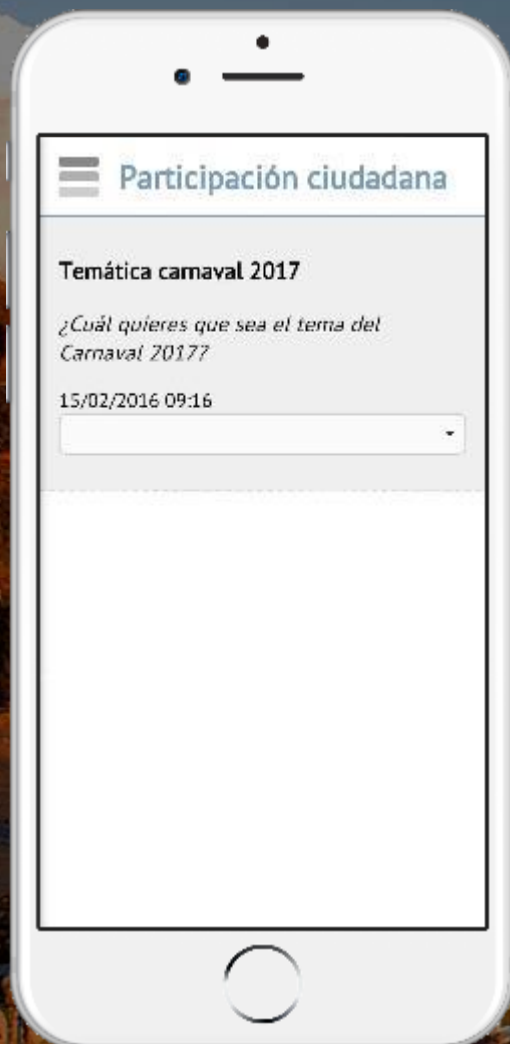 Participación ciudadana
Temática carnaval 2017
¿Cuál quieres que sea el tema del
Carnaval 2017?
15/02/2016 09:16